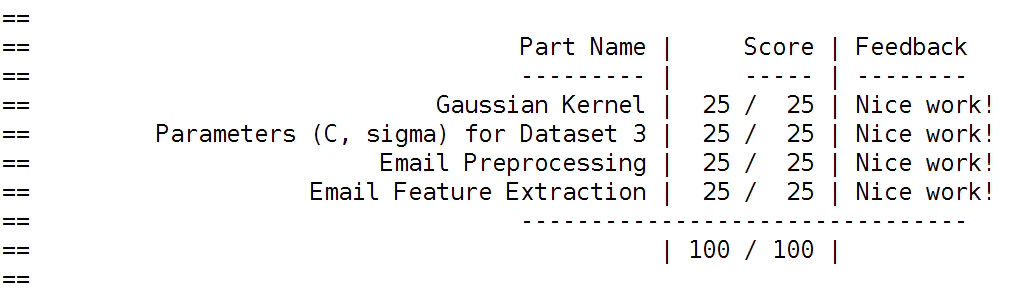 ==
==                                   Part Name |     Score | Feedback
==                                   --------- |     ----- | --------
==                             Gaussian Kernel |  25 /  25 | Nice work!
==         Parameters (C, sigma) for Dataset 3 |  25 /  25 | Nice work!
==                         Email Preprocessing |  25 /  25 | Nice work!
==                    Email Feature Extraction |  25 /  25 | Nice work!
==                                   --------------------------------
==                                             | 100 / 100 |
==